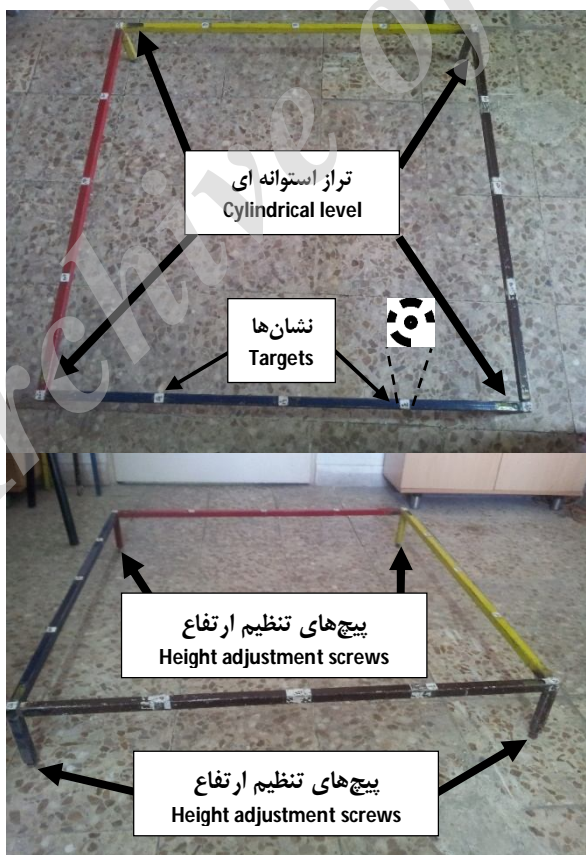 تراز استوانه ای
Cylindrical level
نشان‌ها
Targets
پیچ‌های تنظیم ارتفاع
Height adjustment screws
پیچ‌های تنظیم ارتفاع
Height adjustment screws